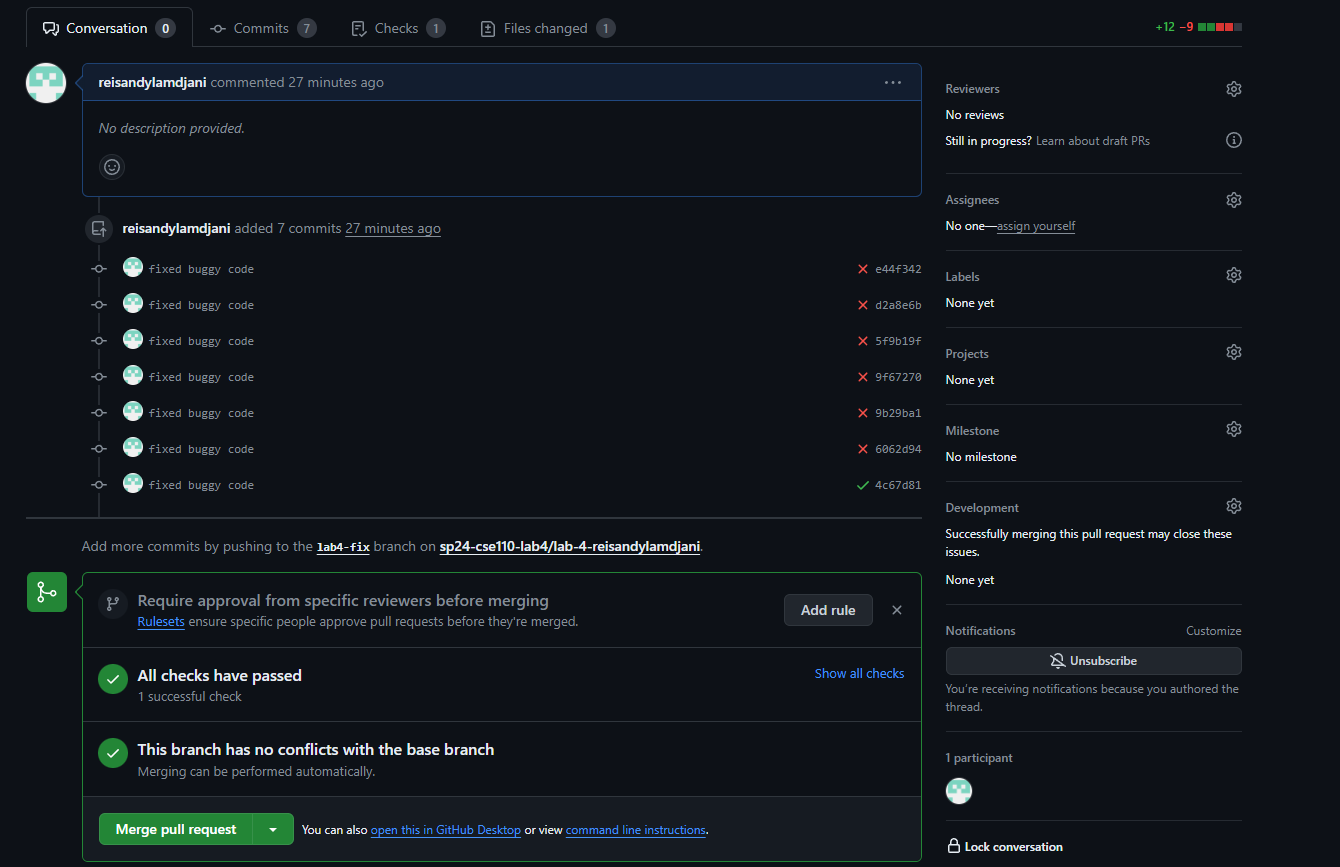 Conversation 0
Commits 7
Checks 1
Files changed 1
+12 −9
reisandylamdjani commented 27 minutes ago
No description provided.
reisandylamdjani added 7 commits 27 minutes ago
fixed buggy code e44f342
fixed buggy code d2a8e6b
fixed buggy code 5f9b19f
fixed buggy code 9f67270
fixed buggy code 9b29ba1
fixed buggy code 6062d94
fixed buggy code 4c67d81
Add more commits by pushing to the lab4-fix branch on sp24-cse110-lab4/lab-4-reisandylamdjani.
Require approval from specific reviewers before merging
Rulesets ensure specific people approve pull requests before they're merged.
Add rule
All checks have passed
1 successful check
Show all checks
This branch has no conflicts with the base branch
Merging can be performed automatically.
Merge pull request
You can also open this in GitHub Desktop or view command line instructions.
Reviewers
No reviews
Still in progress? Learn about draft PRs
Assignees
No one—assign yourself
Labels
None yet
Projects
None yet
Milestone
No milestone
Development
Successfully merging this pull request may close these
issues.
None yet
Notifications Customize
Unsubscribe
You're receiving notifications because you authored the
thread.
1 participant
Lock conversation